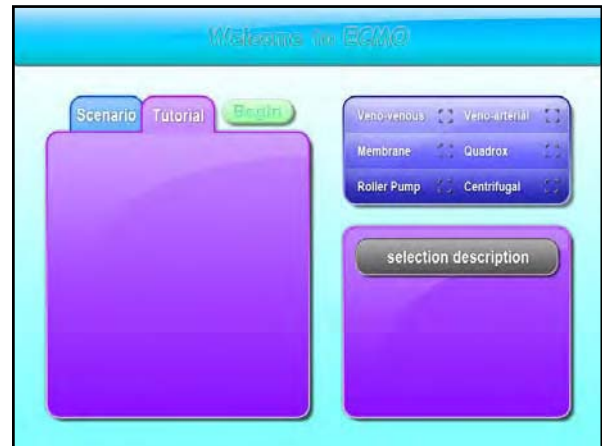 Welcome to ECMO
Scenario Tutorial Begin
Veno-venous Veno-arterial
Membrane Quadrox
Roller Pump Centrifugal
selection description